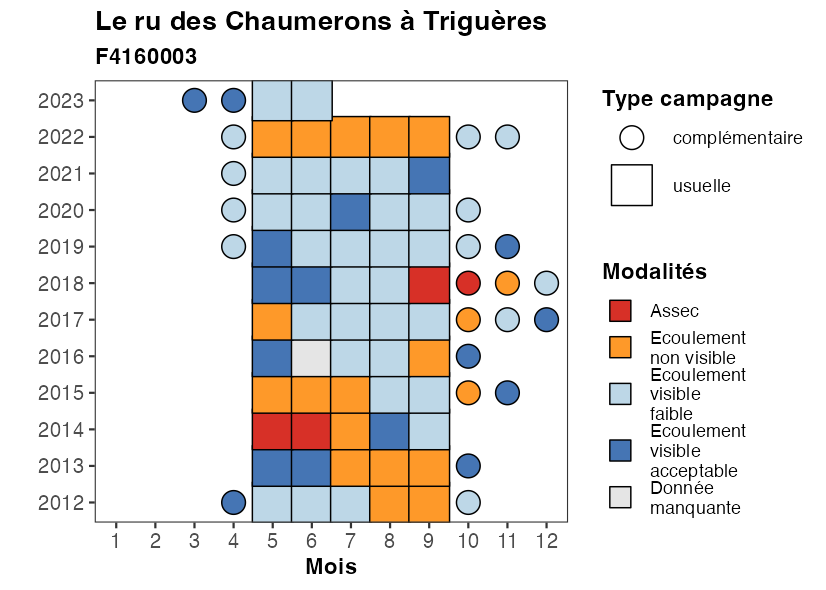 Le ru des Chaumerons à Triguères
F4160003
2023
2022
2021
2020
2019
2018
2017
2016
2015
2014
2013
2012
1 2 3 4 5 6 7 8 9 10 11 12
Mois
Type campagne
complémentaire
usuelle
Modalités
Assec
Ecoulement
non visible
Ecoulement
visible
faible
Ecoulement
visible
acceptable
Donnée
manquante